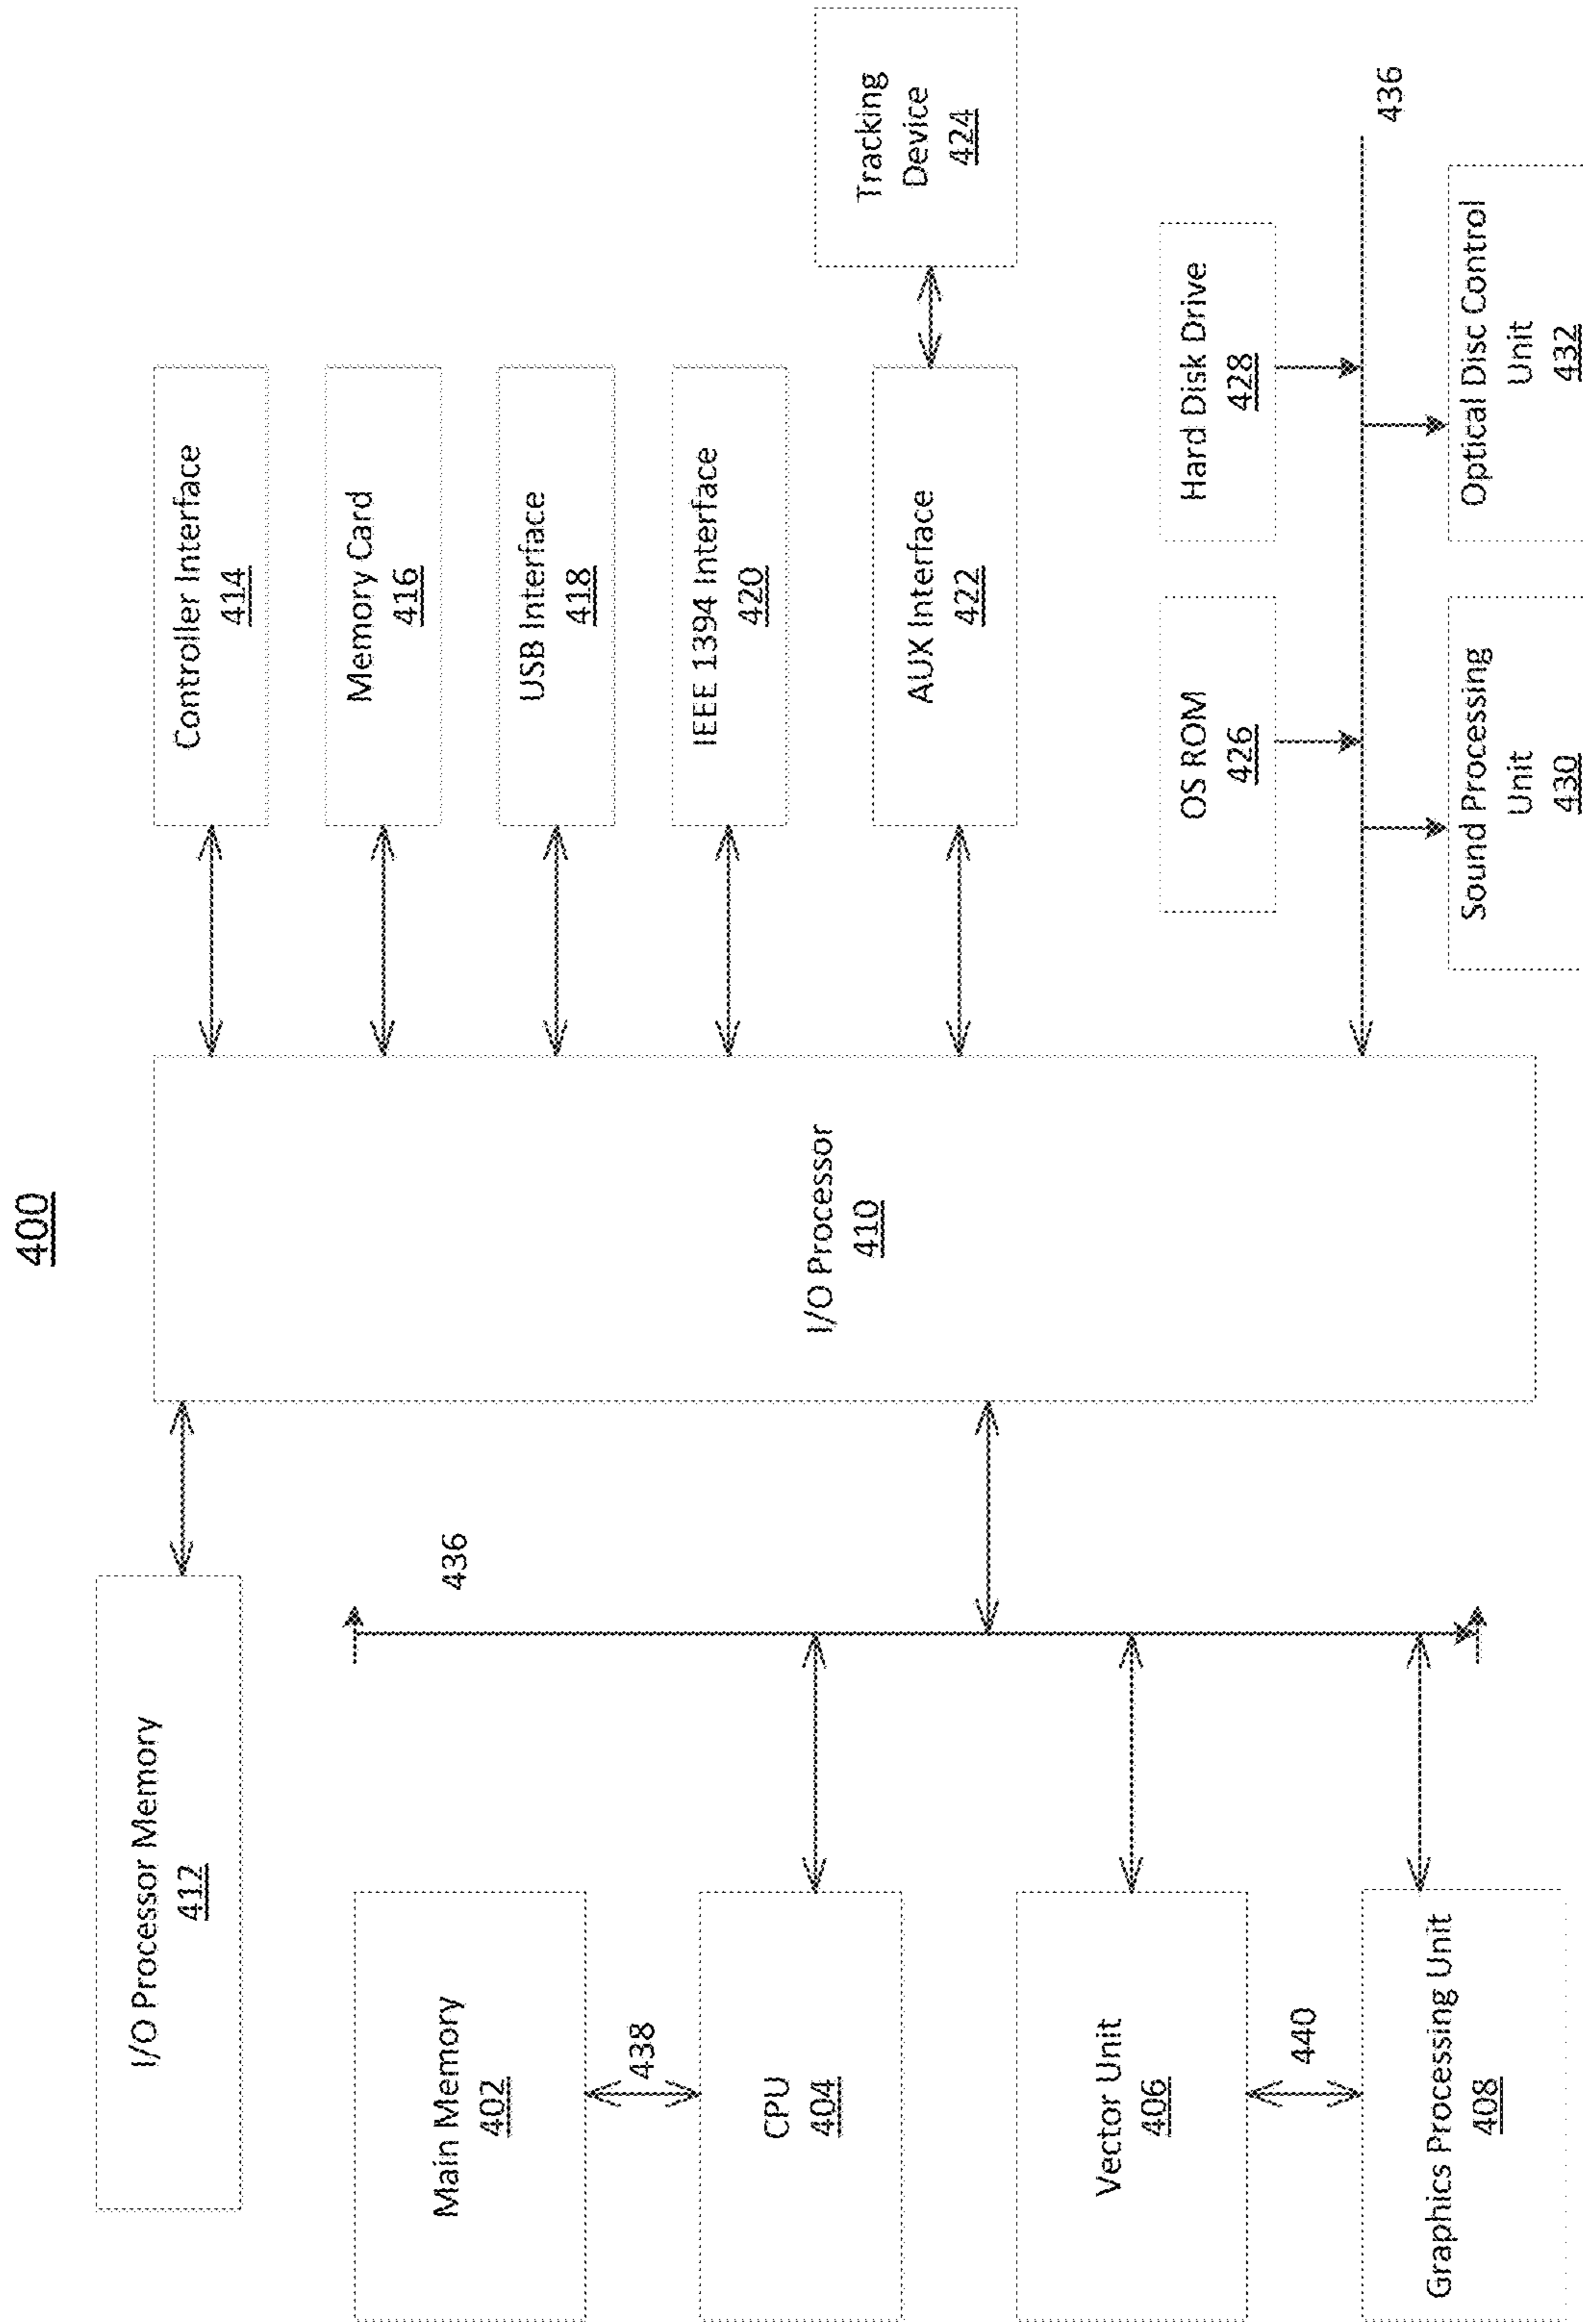 400
I/O Processor Memory
412
Main Memory
402
438
CPU
404
Vector Unit
406
440
Graphics Processing Unit
408
436
I/O Processor
410
Controller Interface
414
Memory Card
416
USB Interface
418
IEEE 1394 Interface
420
AUX Interface
422
Tracking
Device
424
OS ROM
426
Hard Disk Drive
428
436
Sound Processing
Unit
430
Optical Disc Control
Unit
432